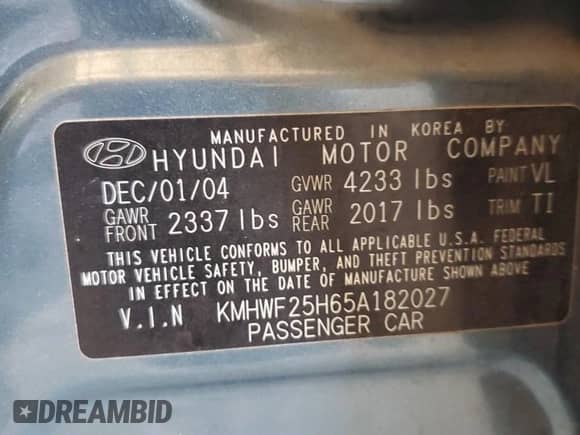 MANUFACTURED IN KOREA BY
HYUNDAI MOTOR COMPANY
DEC/01/04 GVWR 4233 lbs PAINT VL
GAWR FRONT 2337 lbs GAWR REAR 2017 lbs TRIM TI
THIS VEHICLE CONFORMS TO ALL APPLICABLE U.S.A. FEDERAL
MOTOR VEHICLE SAFETY, BUMPER, AND THEFT PREVENTION STANDARDS
IN EFFECT ON THE DATE OF MANUFACTURE SHOWN ABOVE
V.I.N KMHWF25H65A182027
PASSENGER CAR
DREAMBID